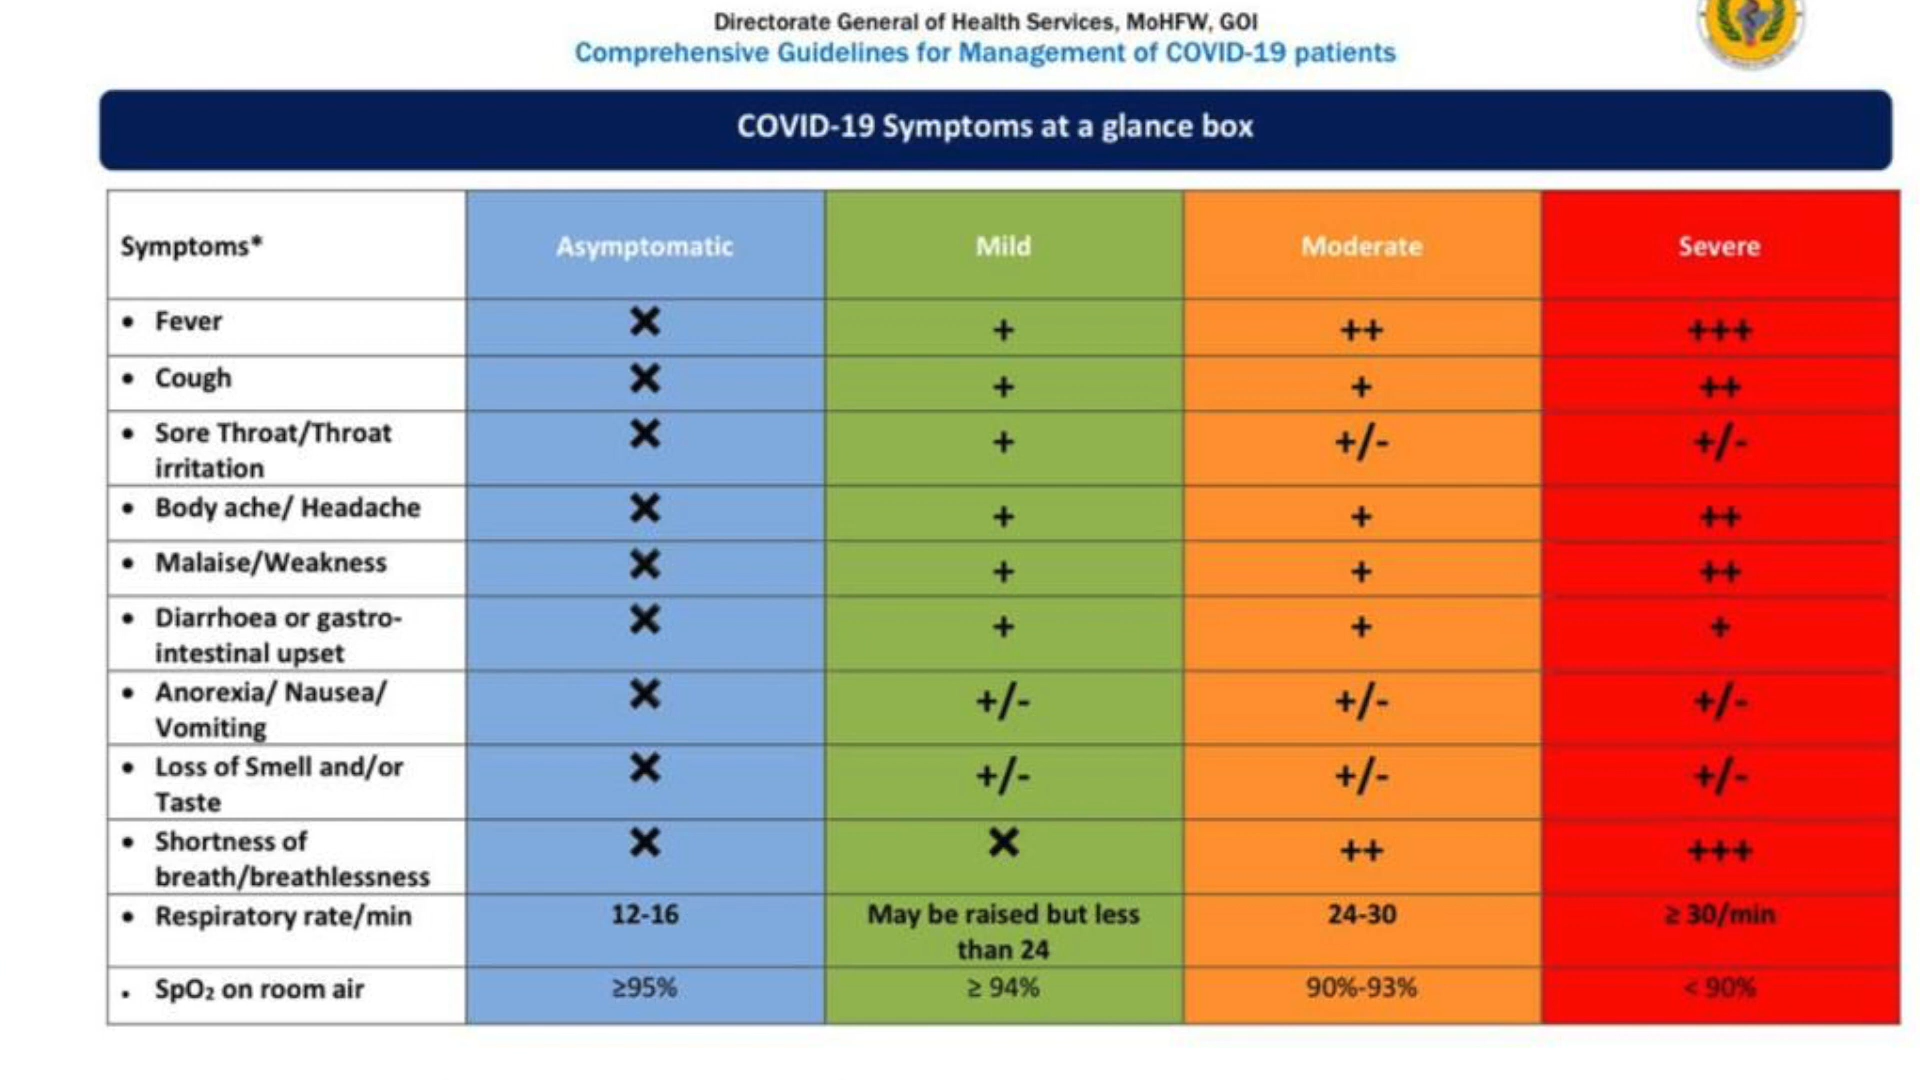 Directorate General of Health Services, MoHFW, GOI
Comprehensive Guidelines for Management of COVID-19 patients
COVID-19 Symptoms at a glance box
Symptoms* Asymptomatic Mild Moderate Severe
• Fever ✕ + ++ +++
• Cough ✕ + + ++
• Sore Throat/Throat
irritation ✕ + +/- +/-
• Body ache/ Headache ✕ + + ++
• Malaise/Weakness ✕ + + ++
• Diarrhoea or gastro-
intestinal upset ✕ + + +
• Anorexia/ Nausea/
Vomiting ✕ +/- +/- +/-
• Loss of Smell and/or
Taste ✕ +/- +/- +/-
• Shortness of
breath/breathlessness ✕ ✕ ++ +++
• Respiratory rate/min 12-16 May be raised but less
than 24 24-30 ≥ 30/min
. SpO₂ on room air ≥95% ≥ 94% 90%-93% < 90%